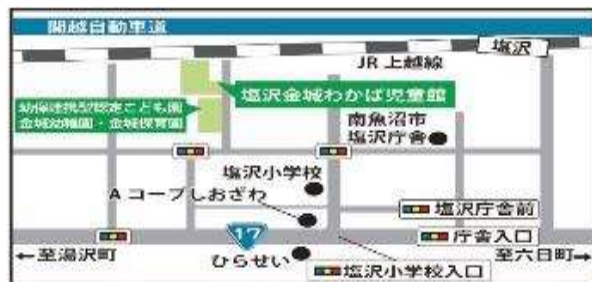 関越自動車道
塩沢
JR 上越線
塩沢金城わかば児童館
幼保連携型認定こども園
金城幼稚園・金城保育園
南魚沼市
塩沢庁舎
塩沢小学校
Aコープしおざわ
塩沢庁舎前
17
庁舎入口
←至湯沢町
ひらせい
至六日町→
塩沢小学校入口